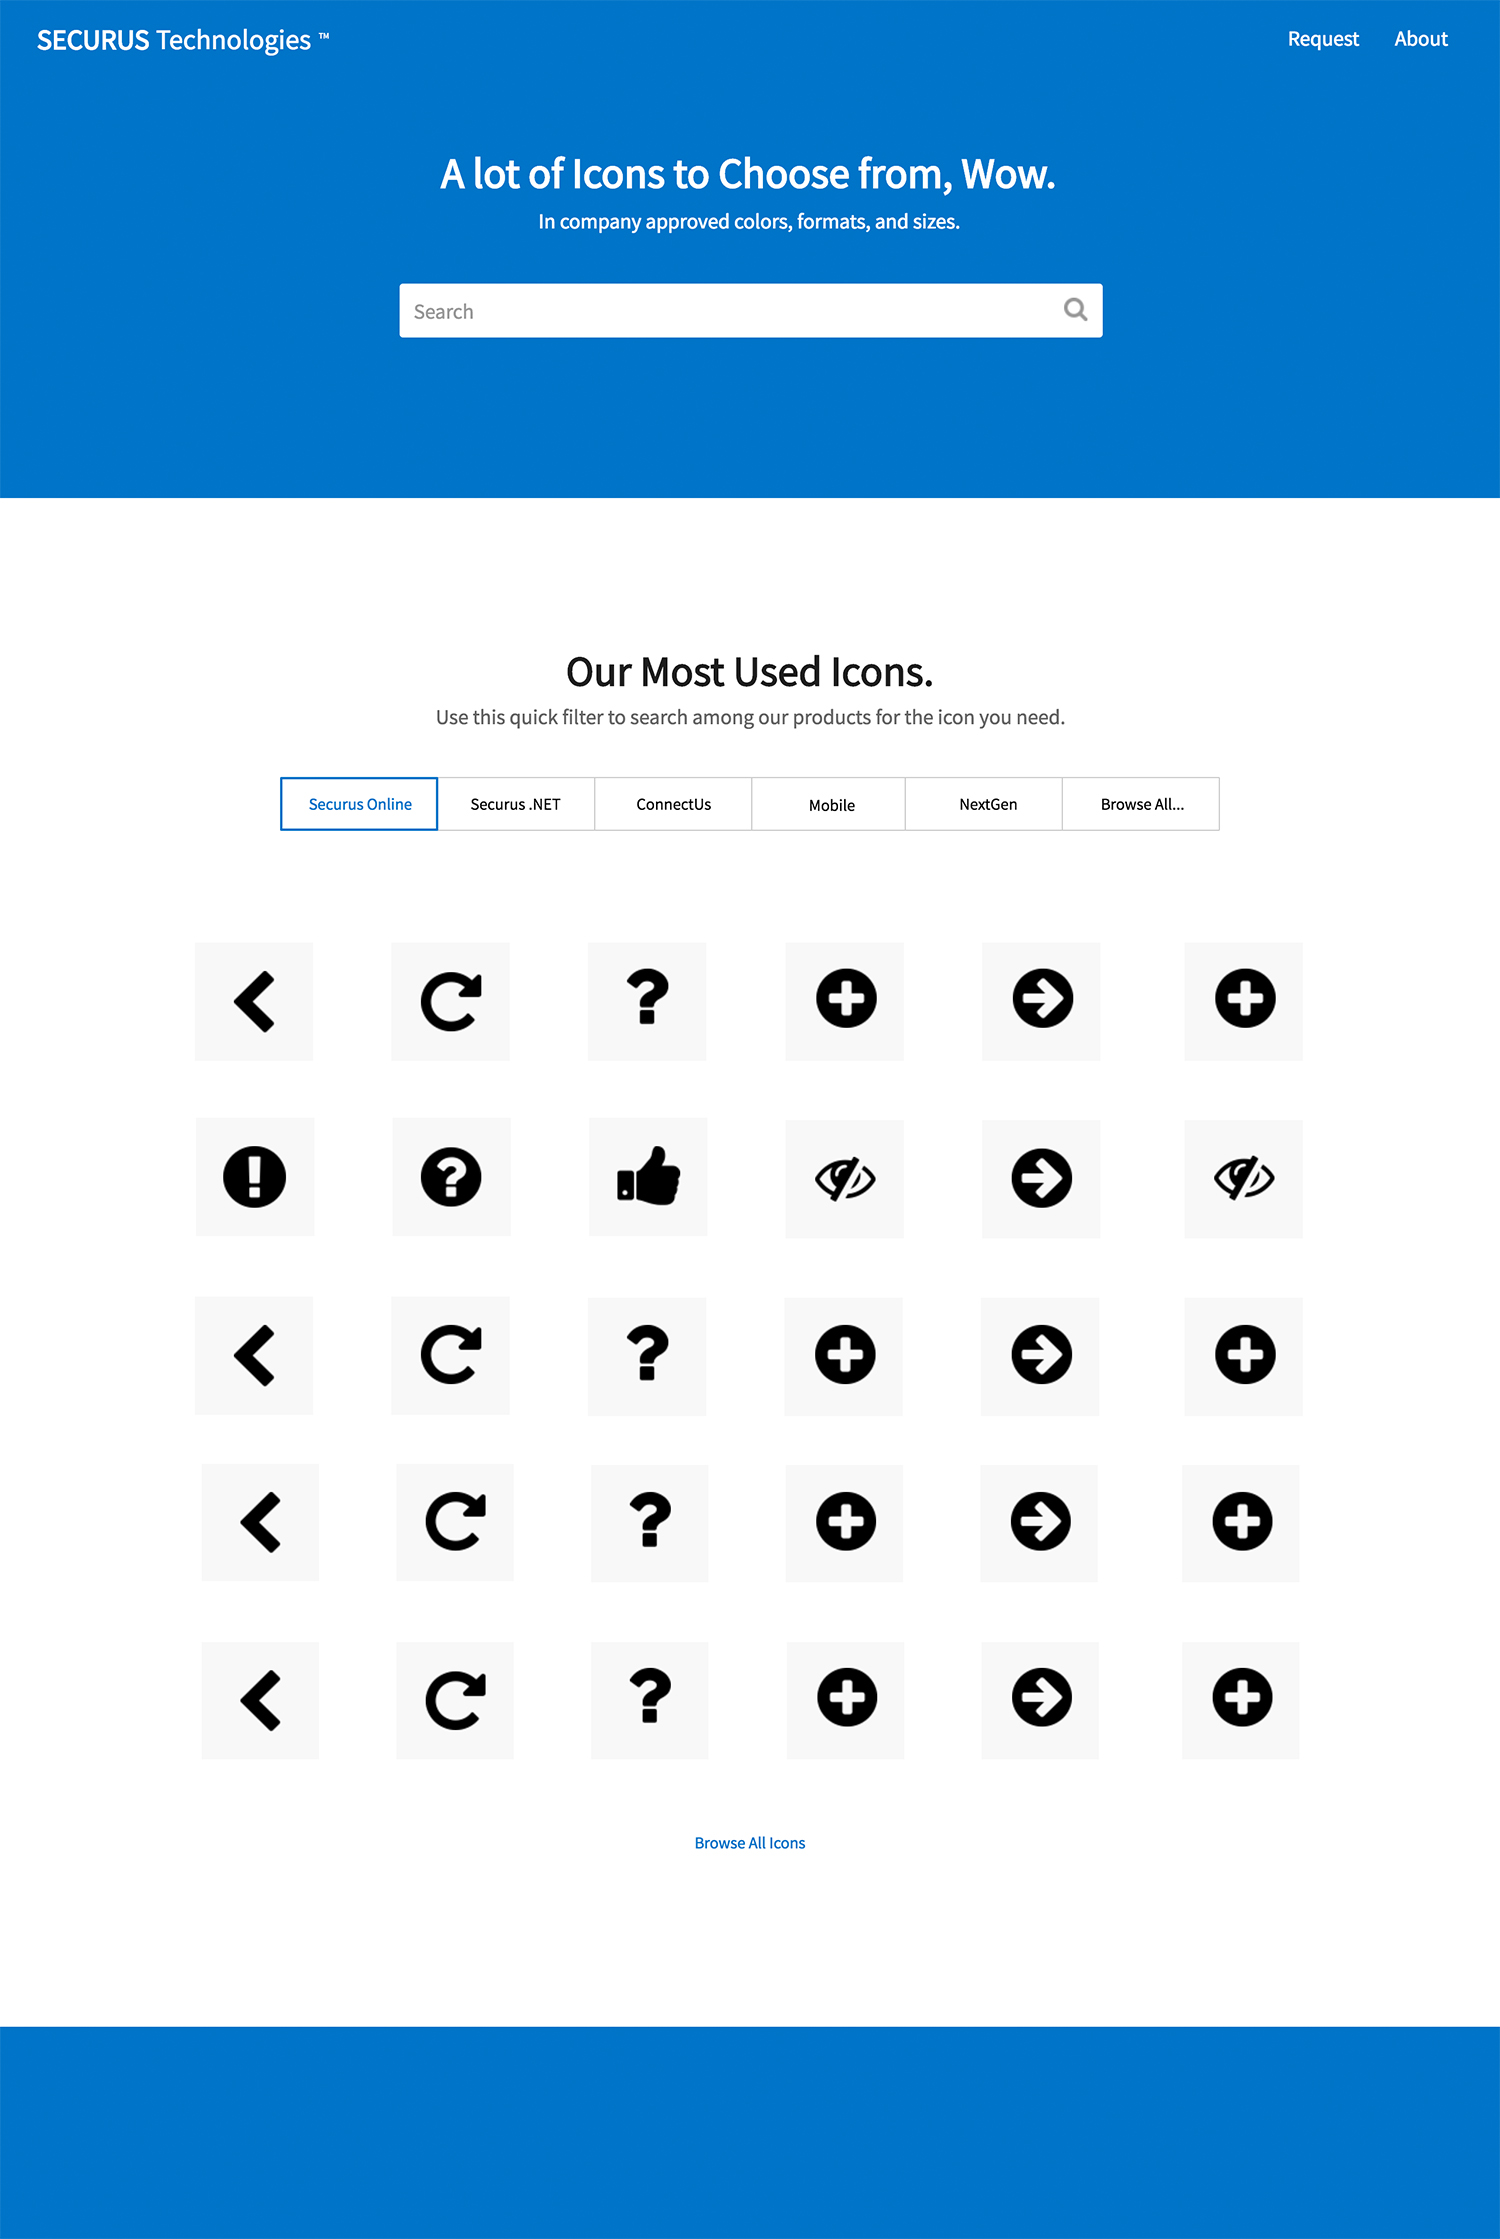 SECURUS Technologies ™
Request About
A lot of Icons to Choose from, Wow.
In company approved colors, formats, and sizes.
Search
Our Most Used Icons.
Use this quick filter to search among our products for the icon you need.
Securus Online Securus .NET ConnectUs Mobile NextGen Browse All...
Browse All Icons